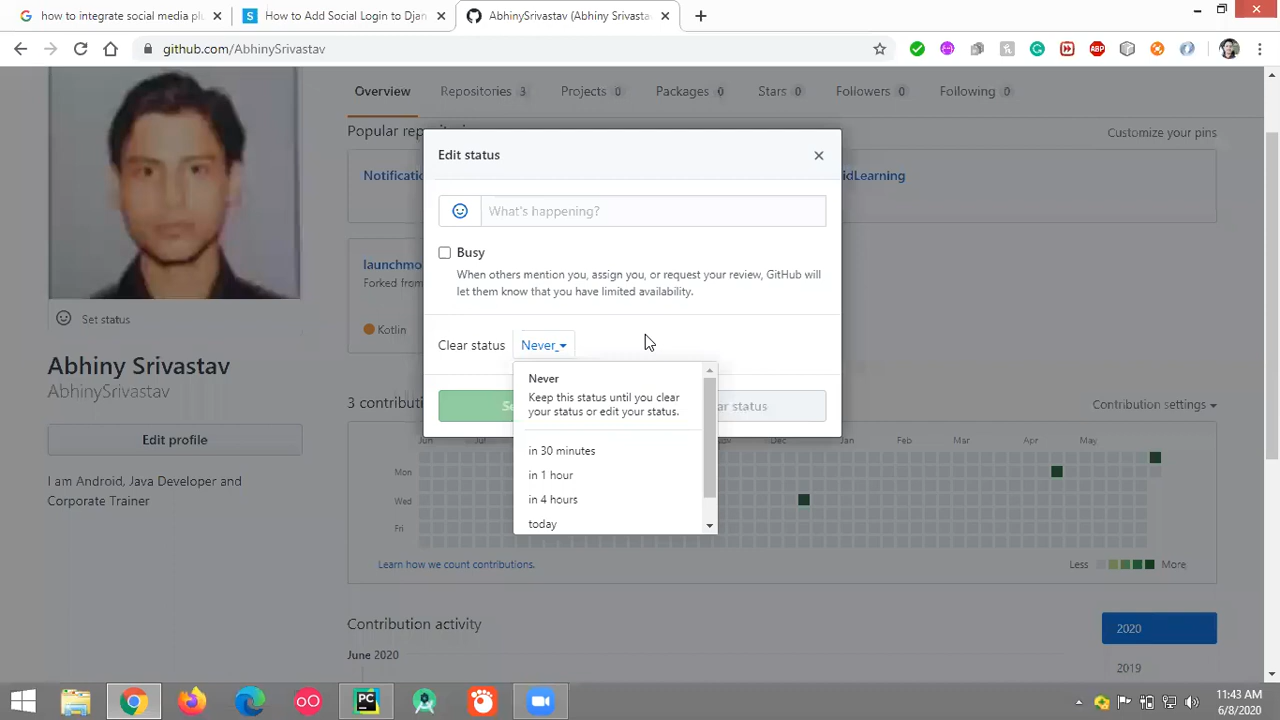 how to integrate social media plu
How to Add Social Login to Djan
AbhinySrivastav (Abhiny Srivasta
github.com/AbhinySrivastav
Overview
Repositories 3
Projects 0
Packages 0
Stars 0
Followers 0
Following 0
Popular
Customize your pins
Edit status
Notification
idLearning
What's happening?
Busy
When others mention you, assign you, or request your review, GitHub will
let them know that you have limited availability.
launchmo
Forked from
Set status
Kotlin
Clear status Never
Never
Keep this status until you clear
your status or edit your status.
in 30 minutes
in 1 hour
in 4 hours
today
Abhiny Srivastav
AbhinySrivastav
Edit profile
I am Android, Java Developer and
Corporate Trainer
3 contributi
ar status
Contribution settings
Jun
Jul
Dec
Jan
Feb
Mar
Apr
May
Mon
Wed
Fri
Learn how we count contributions.
Less
More
Contribution activity
2020
June 2020
2019
ABP
PC
11:43 AM
6/8/2020